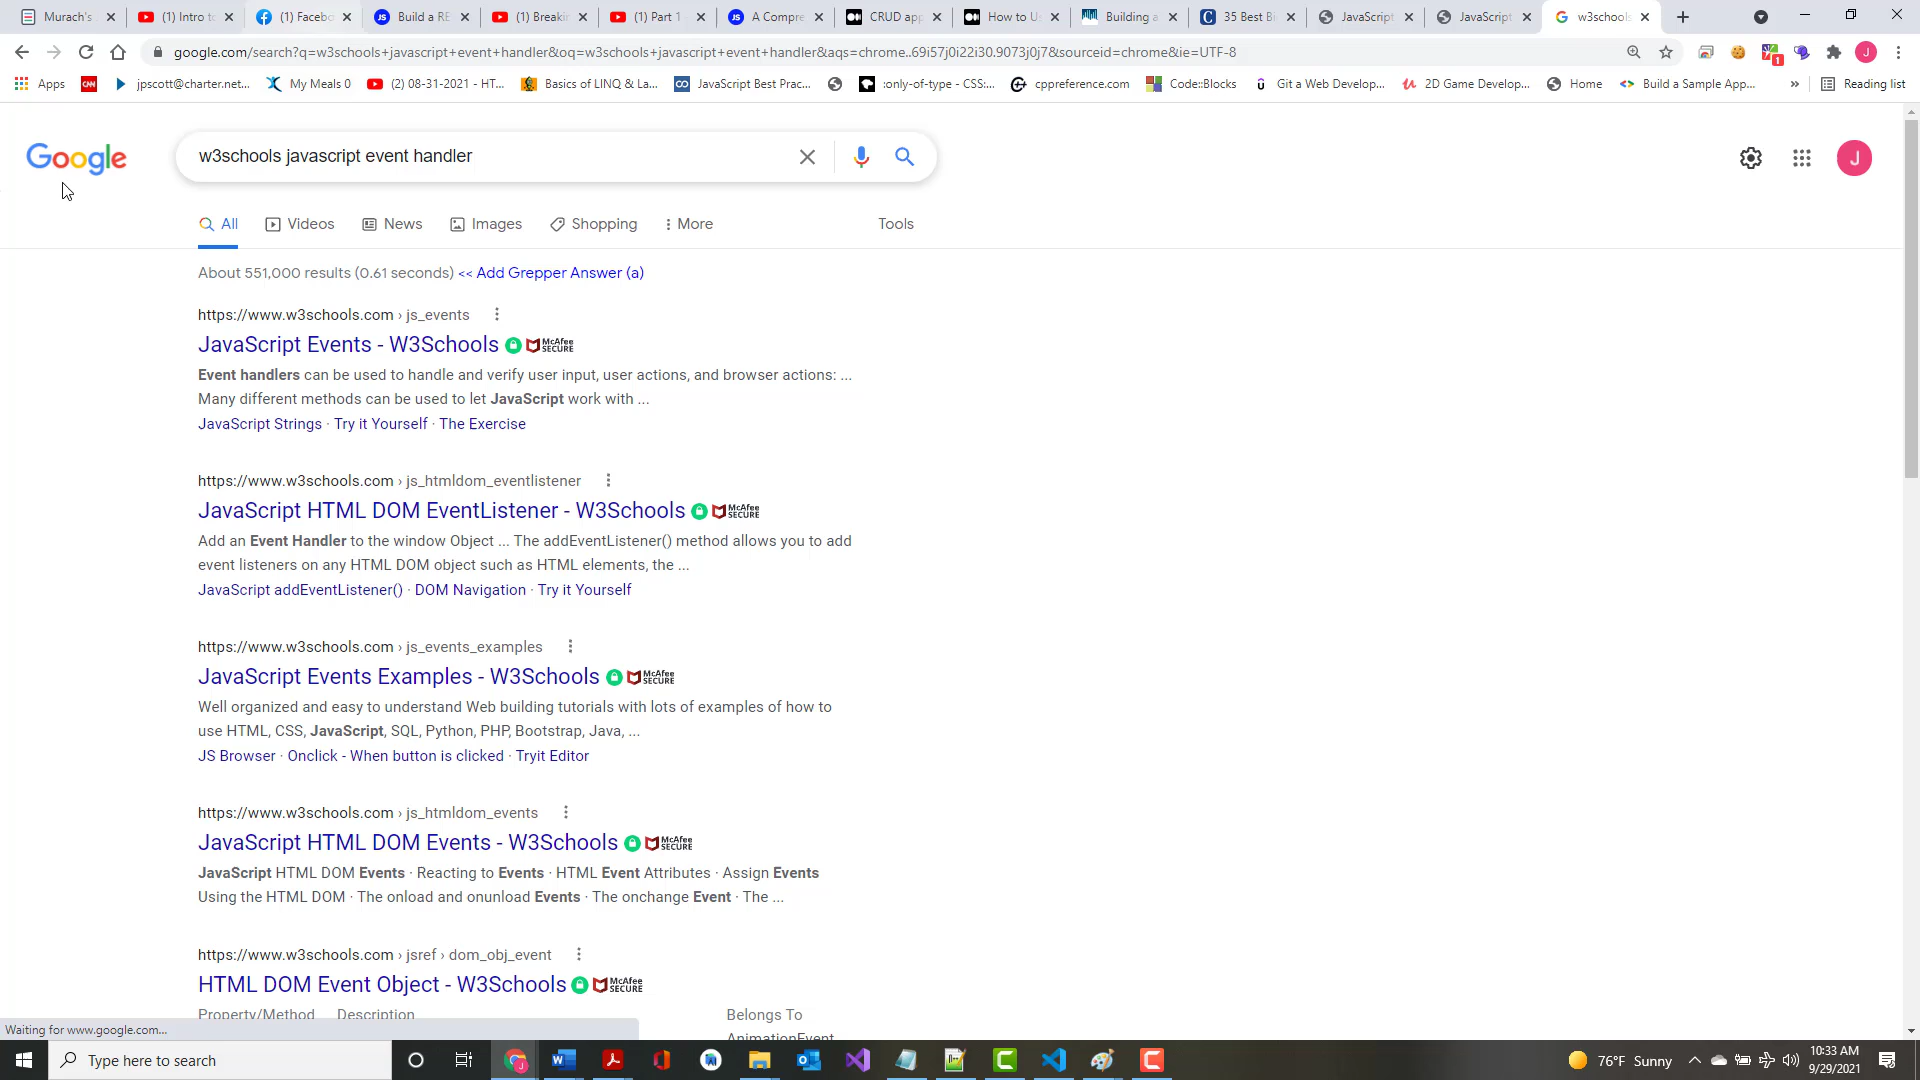 Murach's
(1) Intro to
(1) Facebo
Build a RE
(1) Breakin
(1) Part 1
A Compre
CRUD app
How to U
Building a
35 Best B
JavaScript
JavaScript
w3schools
google.com/search?q=w3schools+javascript+event+handler&oq=w3schools+javascript+event+handler&aqs=chrome..69i57j0i22i30.9073j0j7&sourceid=chrome&ie=UTF-8
1
J
Apps
CNN
jpscott@charter.net...
My Meals 0
(2) 08-31-2021 - HT...
Basics of LINQ & La...
JavaScript Best Prac...
:only-of-type - CSS:...
cppreference.com
Code::Blocks
Git a Web Develop...
2D Game Develop...
Home
Build a Sample App...
»
Reading list
Google
w3schools javascript event handler
J
All
Videos
News
Images
Shopping
More
Tools
About 551,000 results (0.61 seconds) << Add Grepper Answer (a)
https://www.w3schools.com › js_events
JavaScript Events - W3Schools McAfee SECURE
Event handlers can be used to handle and verify user input, user actions, and browser actions: ...
Many different methods can be used to let JavaScript work with ...
JavaScript Strings · Try it Yourself · The Exercise
https://www.w3schools.com › js_htmldom_eventlistener
JavaScript HTML DOM EventListener - W3Schools McAfee SECURE
Add an Event Handler to the window Object ... The addEventListener() method allows you to add
event listeners on any HTML DOM object such as HTML elements, the ...
JavaScript addEventListener() · DOM Navigation · Try it Yourself
https://www.w3schools.com › js_events_examples
JavaScript Events Examples - W3Schools McAfee SECURE
Well organized and easy to understand Web building tutorials with lots of examples of how to
use HTML, CSS, JavaScript, SQL, Python, PHP, Bootstrap, Java, ...
JS Browser · Onclick - When button is clicked · Tryit Editor
https://www.w3schools.com › js_htmldom_events
JavaScript HTML DOM Events - W3Schools McAfee SECURE
JavaScript HTML DOM Events · Reacting to Events · HTML Event Attributes · Assign Events
Using the HTML DOM · The onload and onunload Events · The onchange Event · The ...
https://www.w3schools.com › jsref › dom_obj_event
HTML DOM Event Object - W3Schools McAfee SECURE
Property/Method Description Belongs To
AnimationEvent
Waiting for www.google.com...
Type here to search
76°F Sunny
10:33 AM
9/29/2021